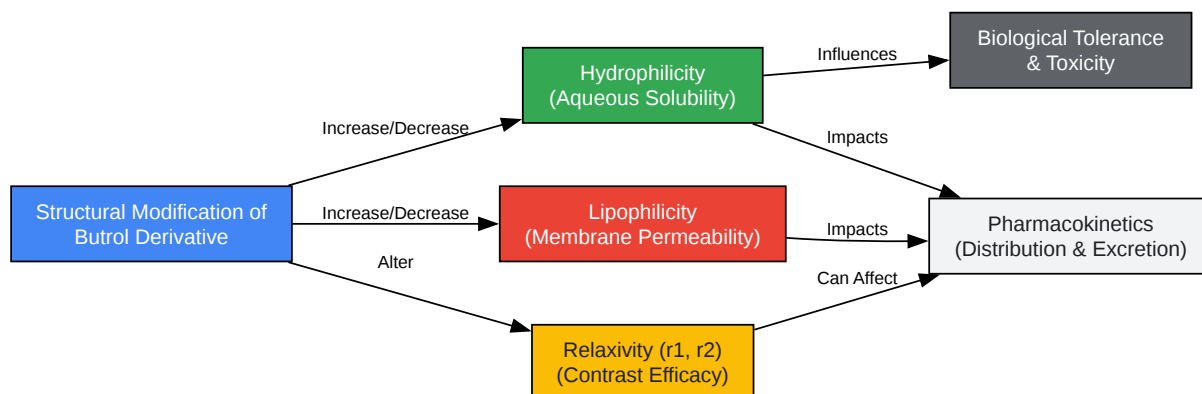 Structural Modification of
Butrol Derivative
Increase/Decrease
Increase/Decrease
Alter
Hydrophilicity
(Aqueous Solubility)
Lipophilicity
(Membrane Permeability)
Relaxivity (r1, r2)
(Contrast Efficacy)
Influences
Impacts
Impacts
Can Affect
Biological Tolerance
& Toxicity
Pharmacokinetics
(Distribution & Excretion)